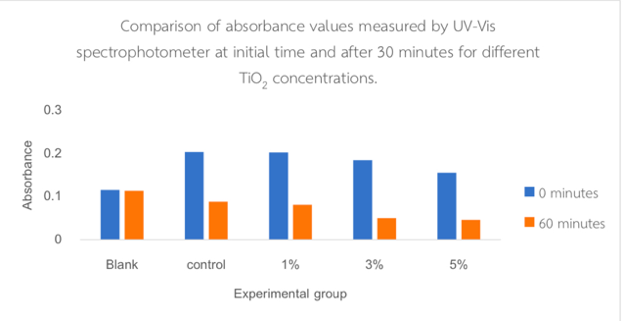 Comparison of absorbance values measured by UV-Vis
spectrophotometer at initial time and after 30 minutes for different
TiO₂ concentrations.
0.3
0.2
0.1
0
Absorbance
Blank control 1% 3% 5%
Experimental group
0 minutes
60 minutes